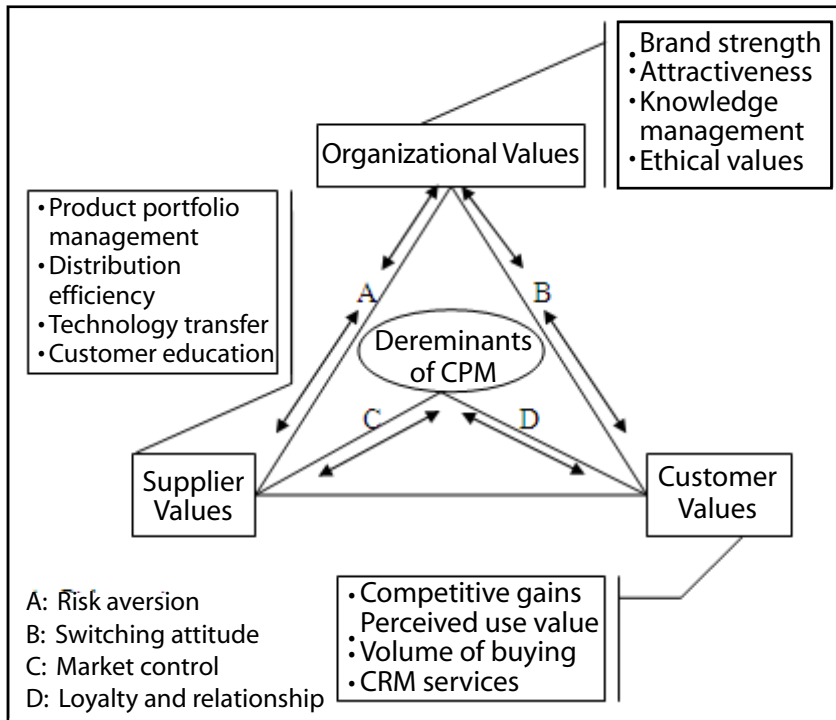 • Brand strength
• Attractiveness
• Knowledge
management
• Ethical values
Organizational Values
• Product portfolio
management
• Distribution
efficiency
• Technology transfer
• Customer education
A
B
Dereminants
of CPM
C
D
Supplier
Values
Customer
Values
• Competitive gains
• Perceived use value
• Volume of buying
• CRM services
A: Risk aversion
B: Switching attitude
C: Market control
D: Loyalty and relationship